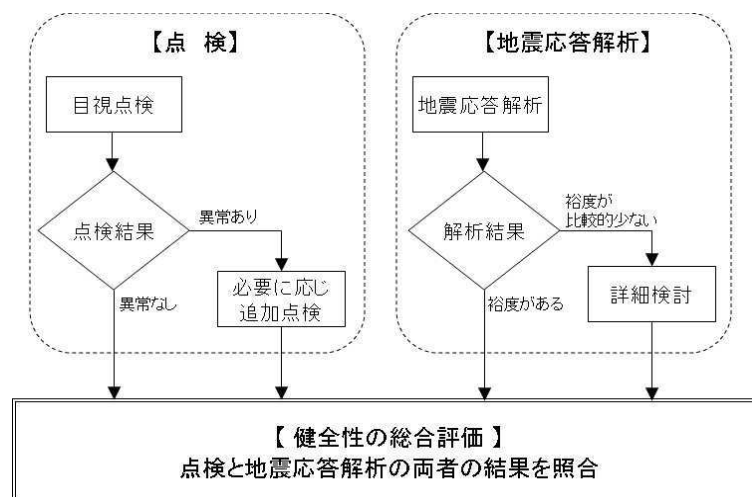 【点 検】
目視点検
点検結果
異常あり
異常なし
必要に応じ
追加点検
【地震応答解析】
地震応答解析
解析結果
裕度が
比較的少ない
裕度がある
詳細検討
【 健全性の総合評価 】
点検と地震応答解析の両者の結果を照合